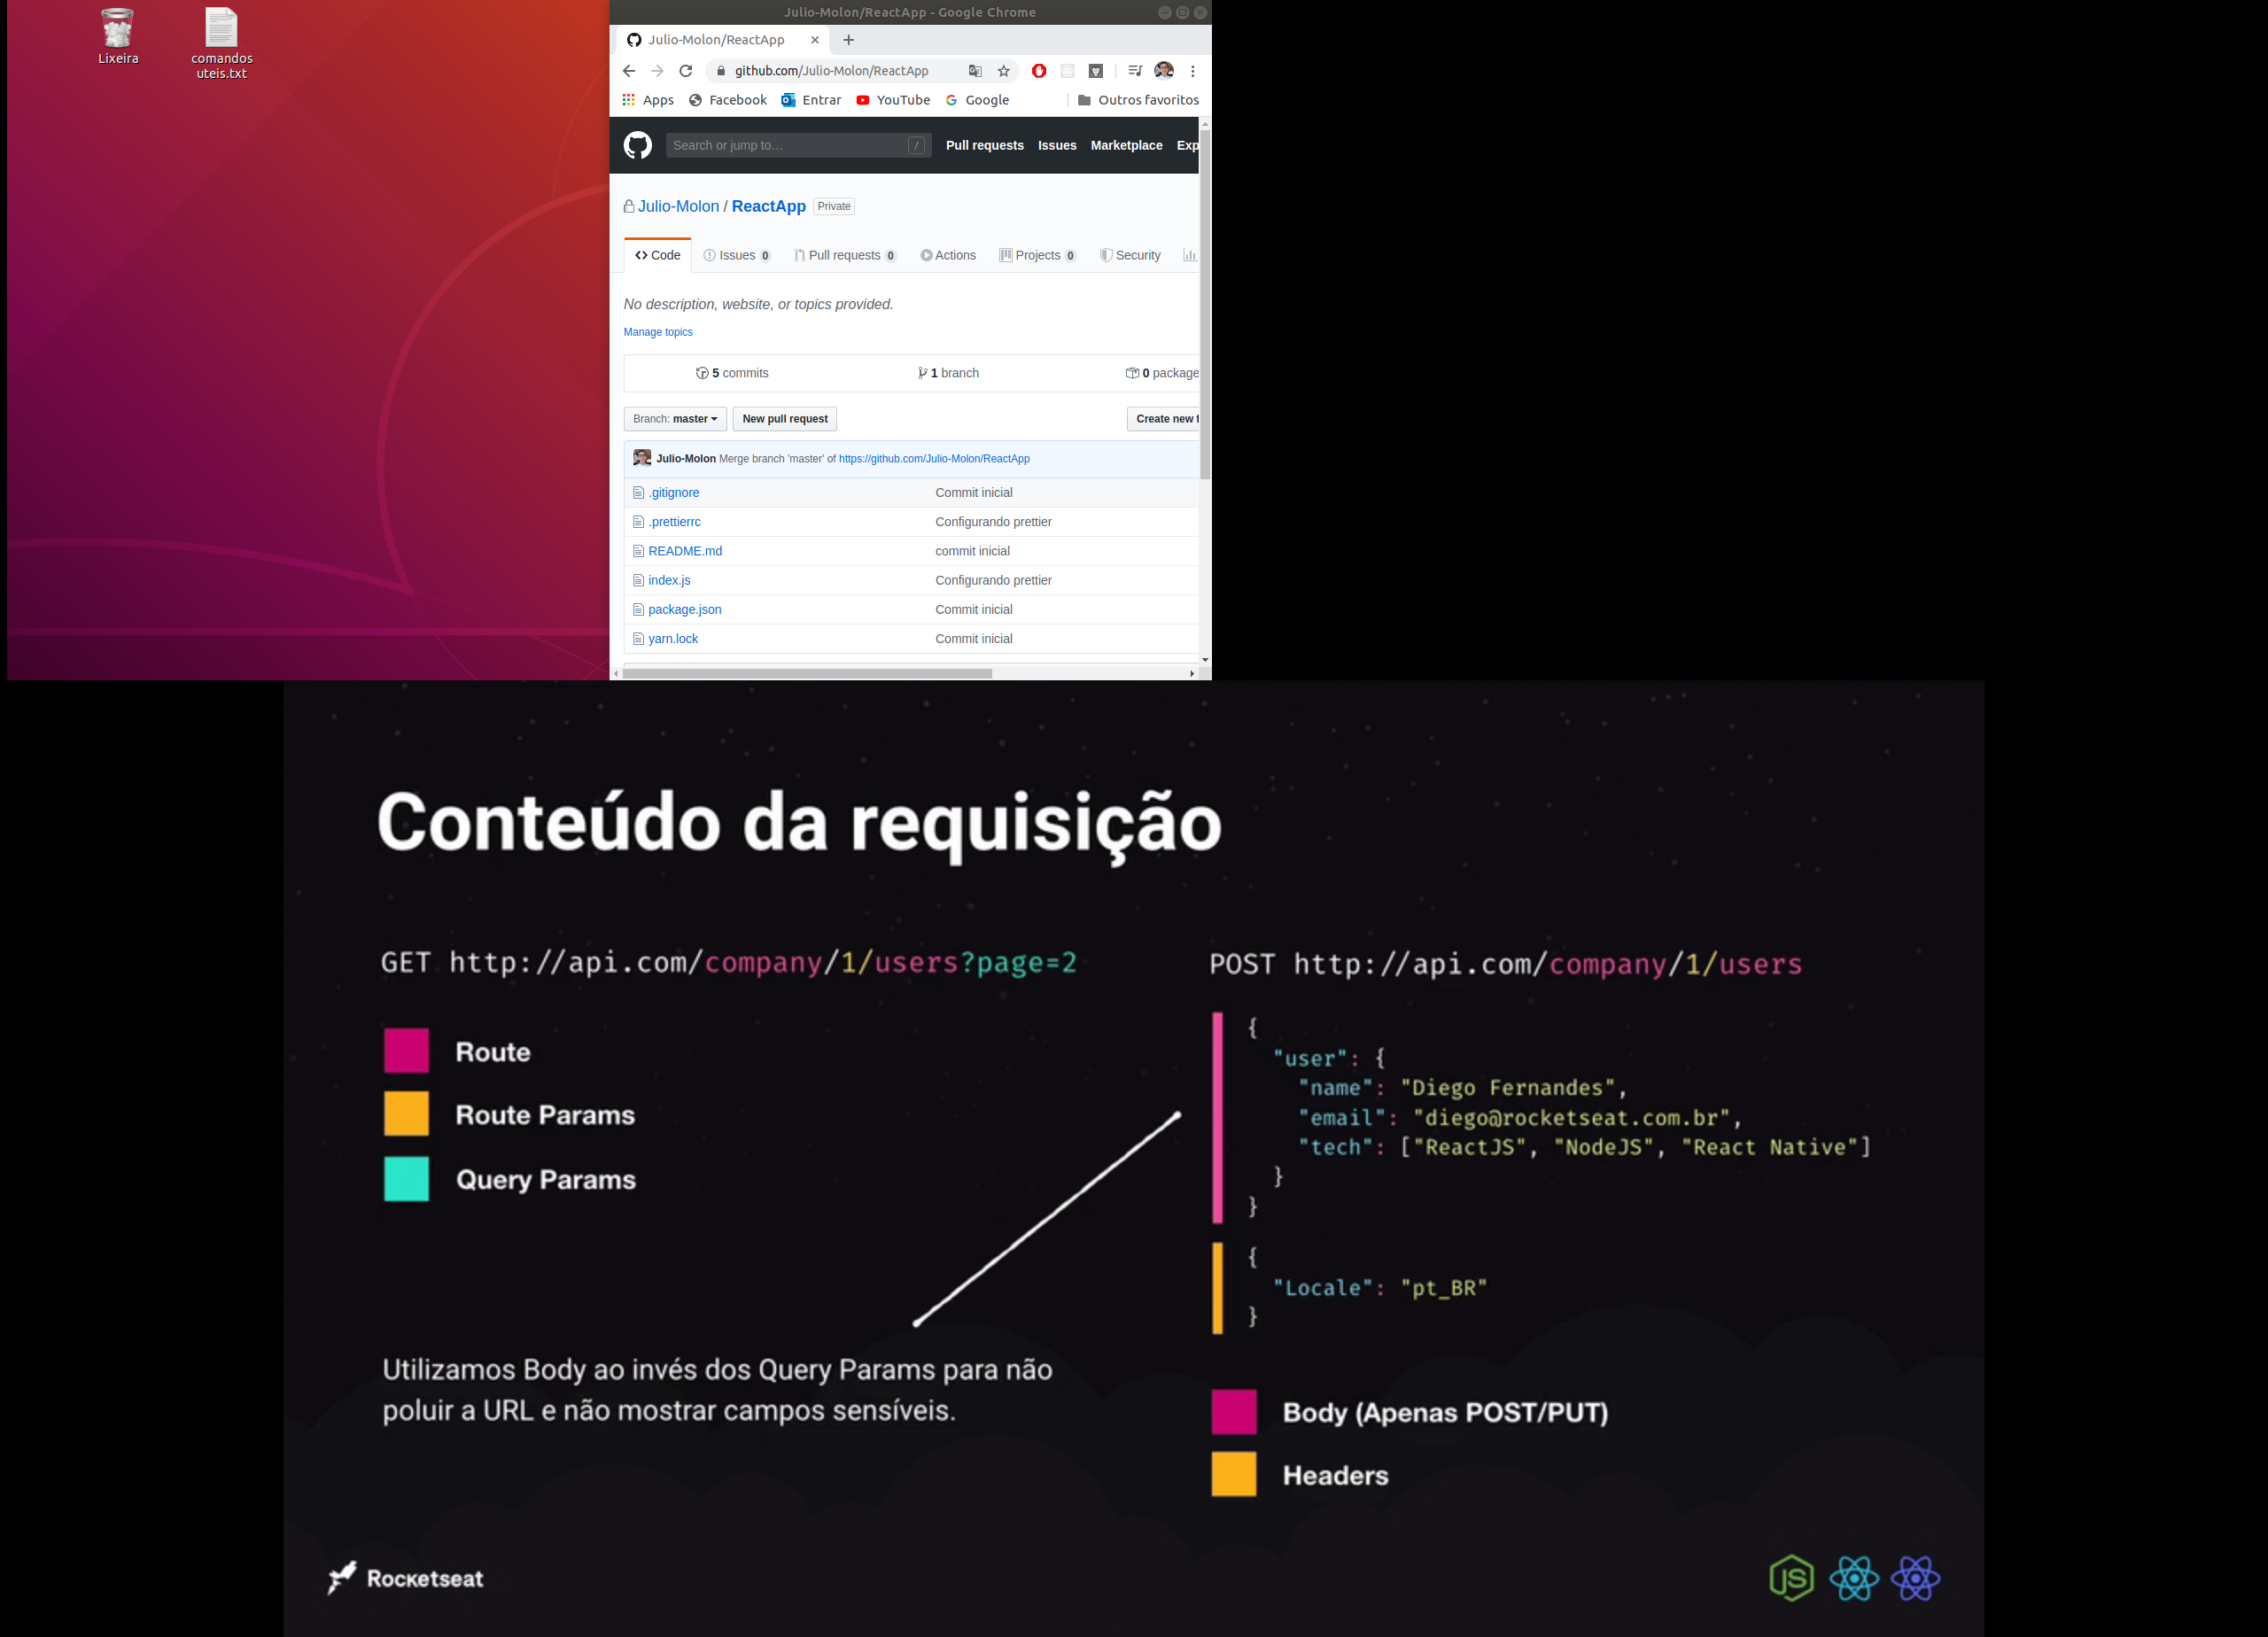 Lixeira
comandos
uteis.txt
Julio-Molon/ReactApp - Google Chrome
Julio-Molon/ReactApp
github.com/Julio-Molon/ReactApp
Apps Facebook Entrar YouTube Google Outros favoritos
Search or jump to… / Pull requests Issues Marketplace Exp
Julio-Molon / ReactApp Private
Code Issues 0 Pull requests 0 Actions Projects 0 Security
No description, website, or topics provided.
Manage topics
5 commits 1 branch 0 package
Branch: master New pull request Create new f
Julio-Molon Merge branch 'master' of https://github.com/Julio-Molon/ReactApp
.gitignore Commit inicial
.prettierrc Configurando prettier
README.md commit inicial
index.js Configurando prettier
package.json Commit inicial
yarn.lock Commit inicial
Conteúdo da requisição
GET http://api.com/company/1/users?page=2
Route
Route Params
Query Params
Utilizamos Body ao invés dos Query Params para não
poluir a URL e não mostrar campos sensíveis.
POST http://api.com/company/1/users
{
"user": {
"name": "Diego Fernandes",
"email": "diego@rocketseat.com.br",
"tech": ["ReactJS", "NodeJS", "React Native"]
}
}
{
"Locale": "pt_BR"
}
Body (Apenas POST/PUT)
Headers
Rocketseat
JS